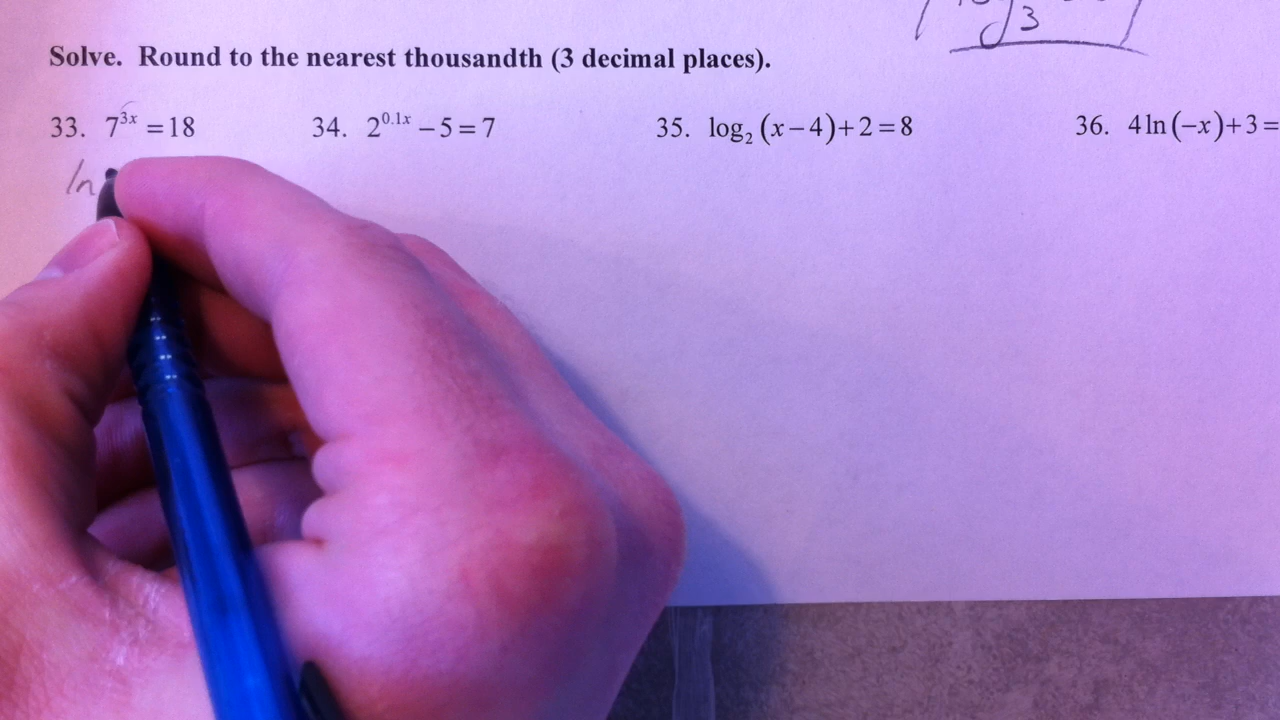 3
Solve. Round to the nearest thousandth (3 decimal places).
33. 7^{3x} = 18 34. 2^{0.1x} − 5 = 7 35. log₂ (x − 4) + 2 = 8 36. 4 ln (−x) + 3 =
ln